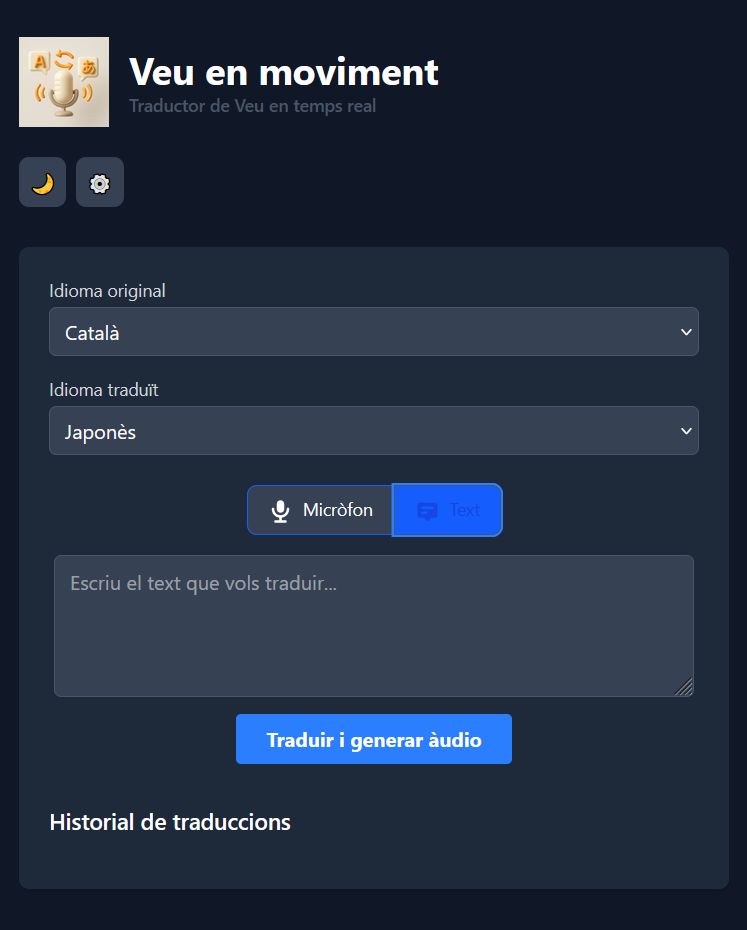 A あ
Veu en moviment
Traductor de Veu en temps real
Idioma original
Català
Idioma traduït
Japonès
Micròfon Text
Escriu el text que vols traduir...
Traduir i generar àudio
Historial de traduccions